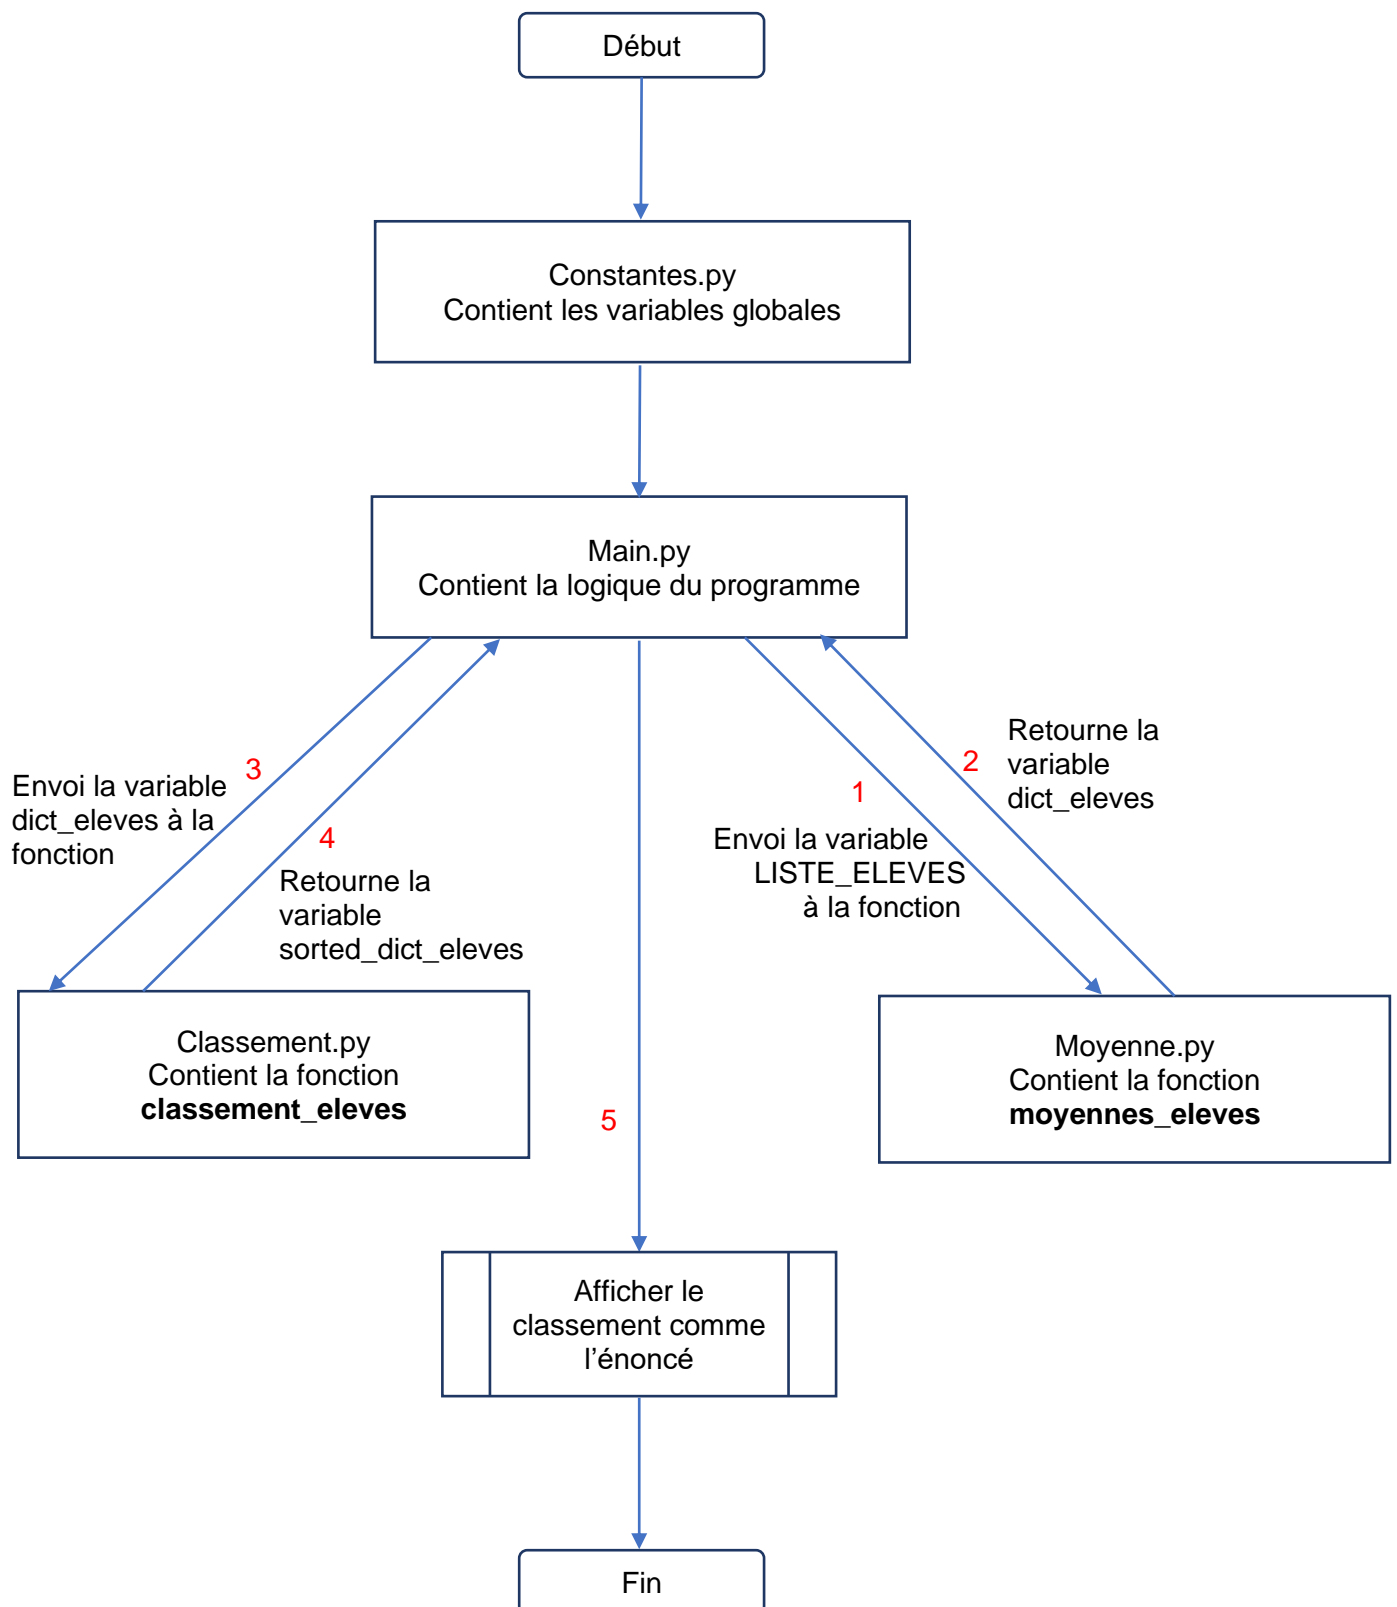 Début
Constantes.py
Contient les variables globales
Main.py
Contient la logique du programme
3
Envoi la variable
dict_eleves à la
fonction
4
Retourne la
variable
sorted_dict_eleves
1
Envoi la variable
LISTE_ELEVES
à la fonction
2
Retourne la
variable
dict_eleves
Classement.py
Contient la fonction
classement_eleves
Moyenne.py
Contient la fonction
moyennes_eleves
5
Afficher le
classement comme
l'énoncé
Fin